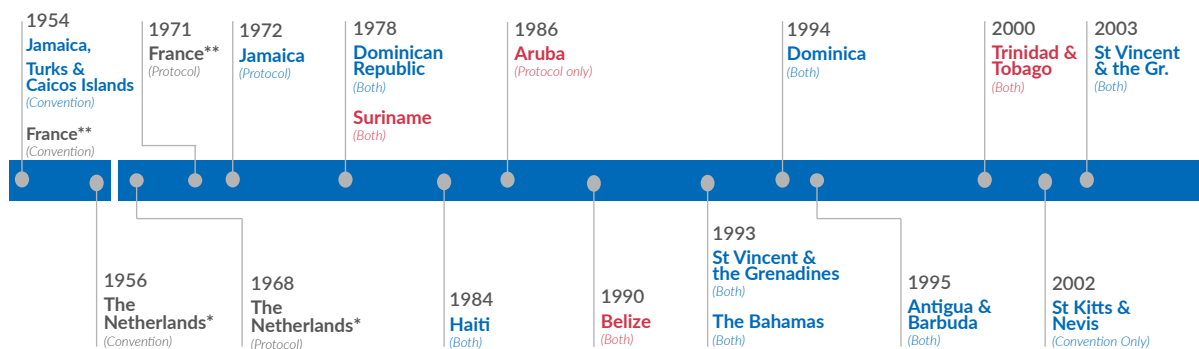 1954
Jamaica,
Turks &
Caicos Islands
(Convention)
France**
(Convention)
1971
France**
(Protocol)
1972
Jamaica
(Protocol)
1978
Dominican
Republic
(Both)
Suriname
(Both)
1986
Aruba
(Protocol only)
1994
Dominica
(Both)
2000
Trinidad &
Tobago
(Both)
2003
St Vincent
& the Gr.
(Both)
1956
The
Netherlands*
(Convention)
1968
The
Netherlands*
(Protocol)
1984
Haiti
(Both)
1990
Belize
(Both)
1993
St Vincent &
the Grenadines
(Both)
The Bahamas
(Both)
1995
Antigua &
Barbuda
(Both)
2002
St Kitts &
Nevis
(Convention Only)